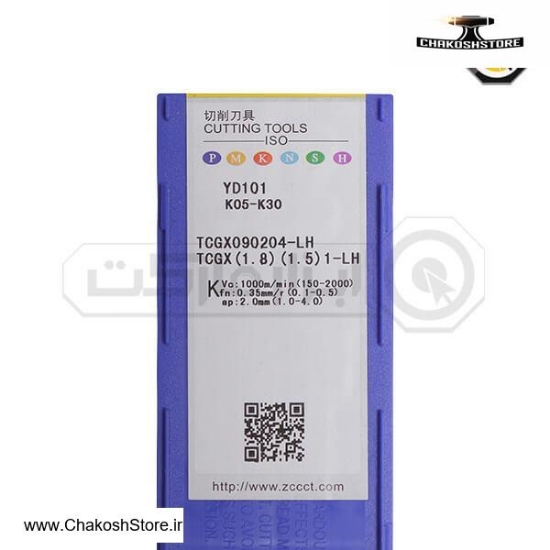 CHAKOSHSTORE
切削刀具
CUTTING TOOLS
ISO
P M K N S H
YD101
K05-K30
TCGX090204-LH
TCGX(1.8)(1.5)1-LH
K
Vc:1000m/min(150-2000)
fn:0.35mm/r(0.1-0.5)
ap:2.0mm(1.0-4.0)
ابزارمارکت
http://www.zccct.com
www.ChakoshStore.ir